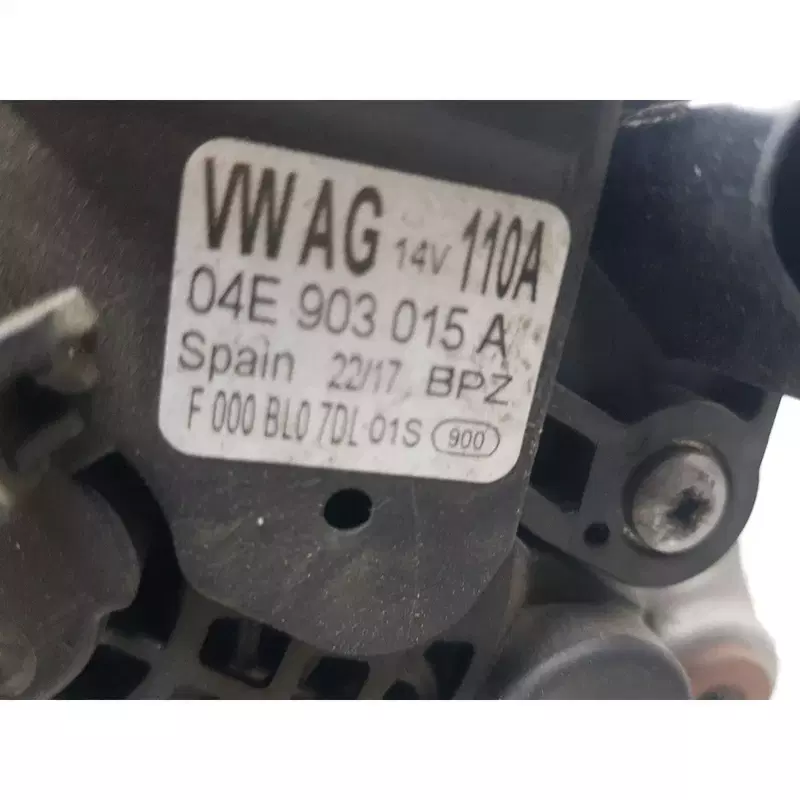 VW AG 14V 110A
04E 903 015 A
Spain 22/17 BPZ
F 000 BL0 7DL-01S 900